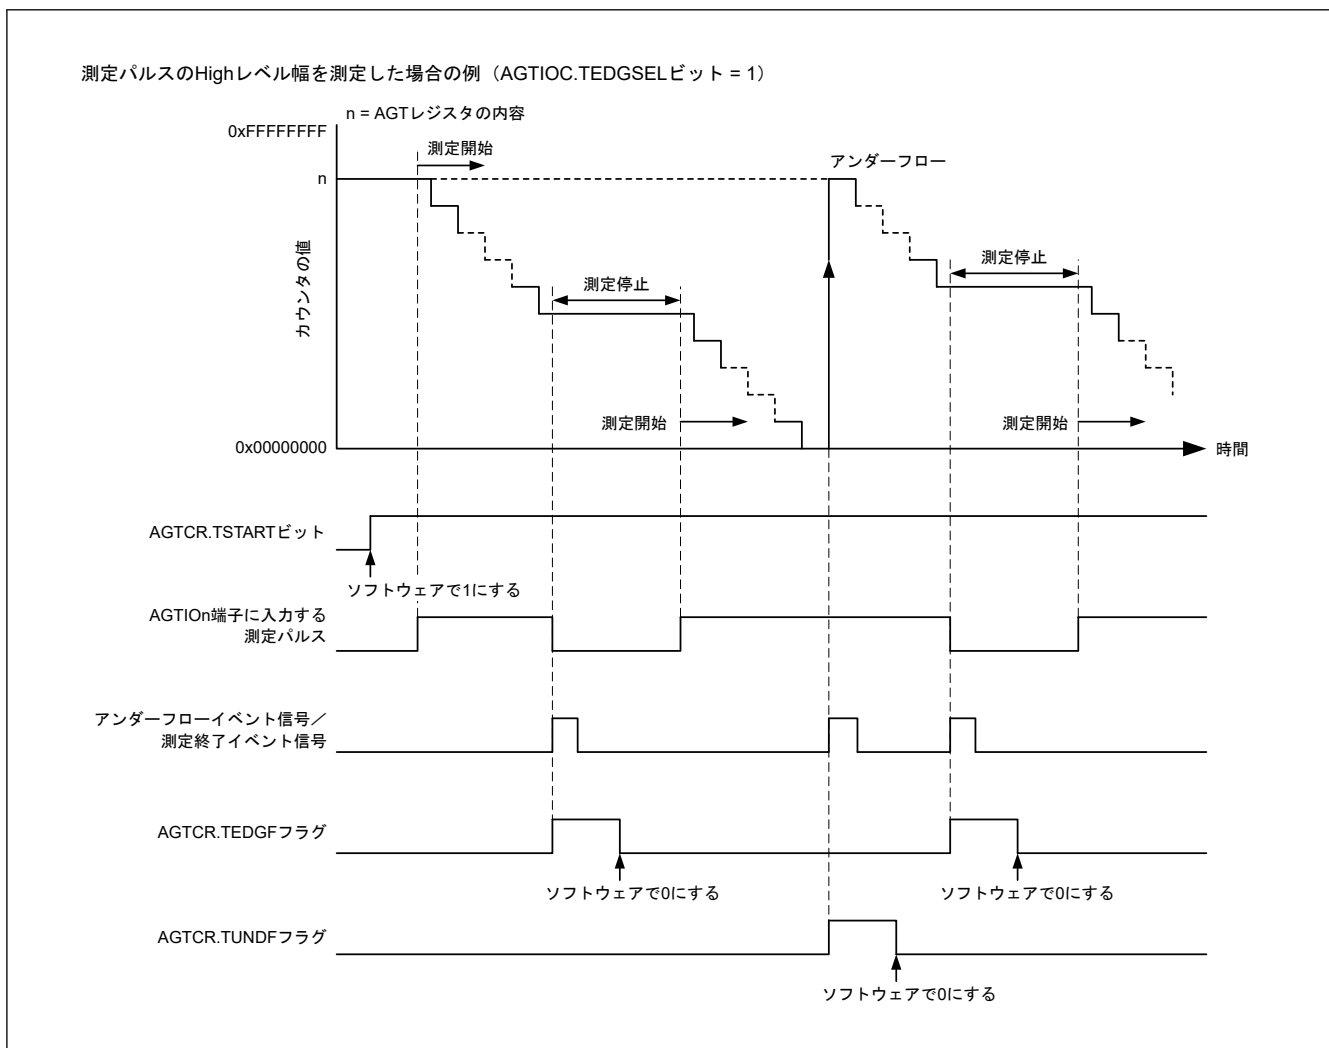 測定パルスのHighレベル幅を測定した場合の例（AGTIOC.TEDGSELビット = 1）
n = AGTレジスタの内容
0xFFFFFFFF
測定開始
アンダーフロー
n
カウンタの値
測定停止
測定停止
測定開始
測定開始
0x00000000
時間
AGTCR.TSTARTビット
ソフトウェアで1にする
AGTIOn端子に入力する
測定パルス
アンダーフローイベント信号／
測定終了イベント信号
AGTCR.TEDGFフラグ
ソフトウェアで0にする
ソフトウェアで0にする
AGTCR.TUNDFフラグ
ソフトウェアで0にする